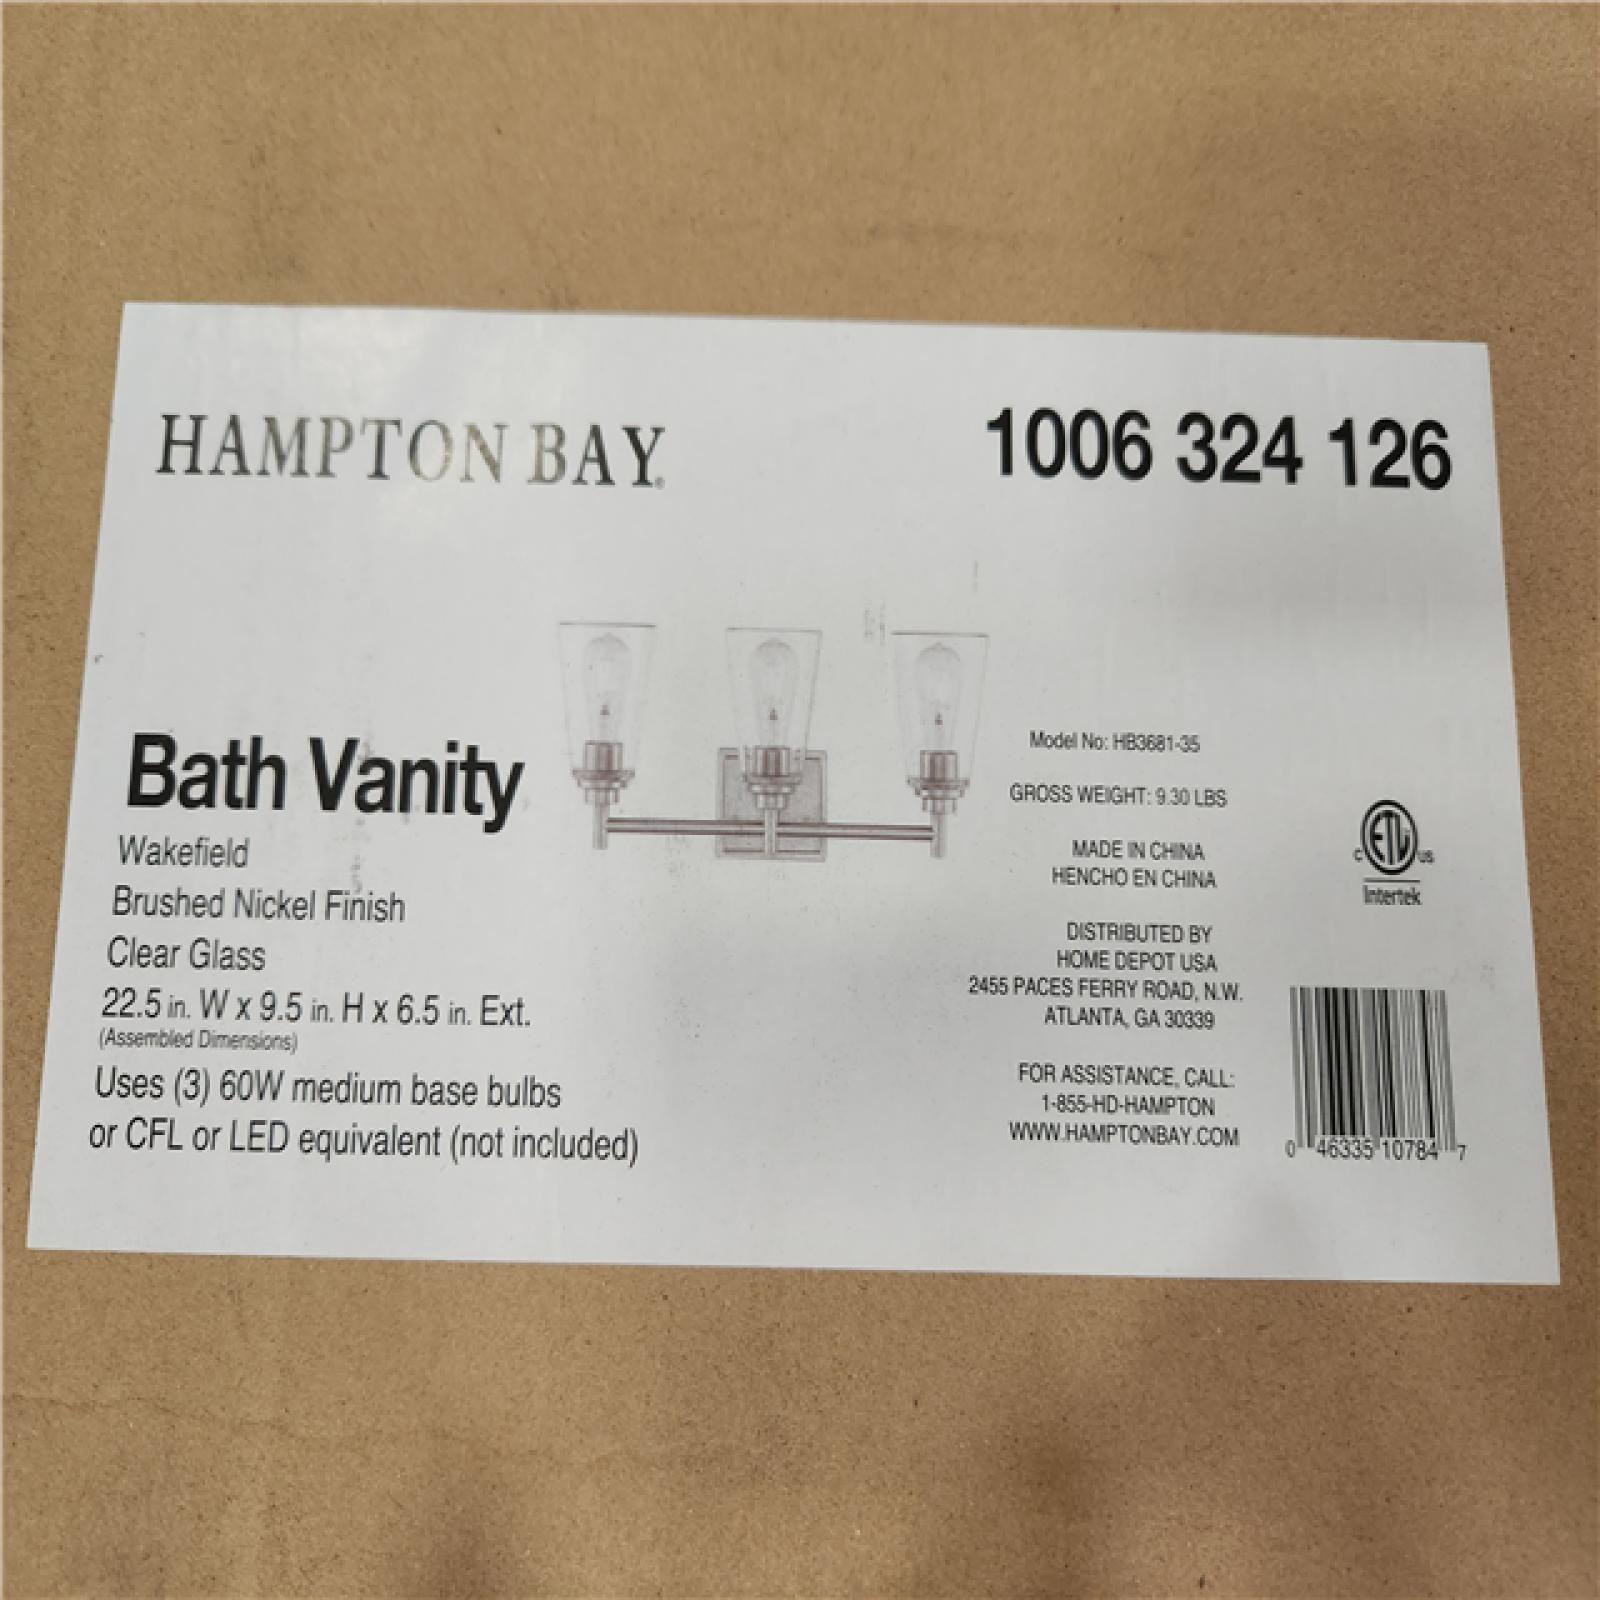 HAMPTON BAY®
1006 324 126
Bath Vanity
Wakefield
Brushed Nickel Finish
Clear Glass
22.5 in. W x 9.5 in. H x 6.5 in. Ext.
(Assembled Dimensions)
Uses (3) 60W medium base bulbs
or CFL or LED equivalent (not included)
Model No: HB3681-35
GROSS WEIGHT: 9.30 LBS
MADE IN CHINA
HENCHO EN CHINA
DISTRIBUTED BY
HOME DEPOT USA
2455 PACES FERRY ROAD, N.W.
ATLANTA, GA 30339
FOR ASSISTANCE, CALL:
1-855-HD-HAMPTON
WWW.HAMPTONBAY.COM
C ETL US
Intertek
0 46335 10784 7